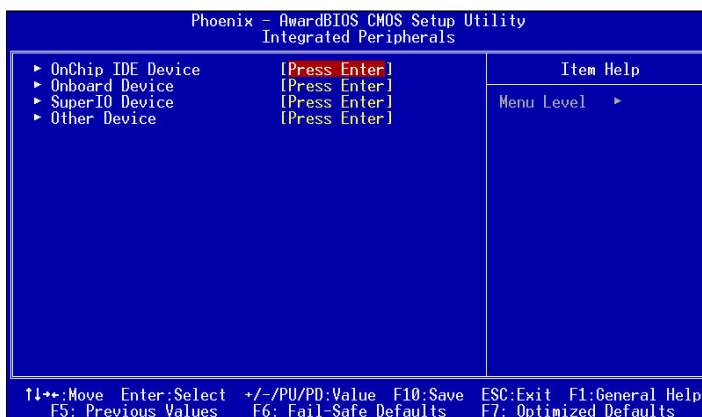 Phoenix - AwardBIOS CMOS Setup Utility
Integrated Peripherals
► OnChip IDE Device [Press Enter]
► Onboard Device [Press Enter]
► SuperIO Device [Press Enter]
► Other Device [Press Enter]
Item Help
Menu Level ►
↑↓→←:Move Enter:Select +/-/PU/PD:Value F10:Save ESC:Exit F1:General Help
F5: Previous Values F6: Fail-Safe Defaults F7: Optimized Defaults